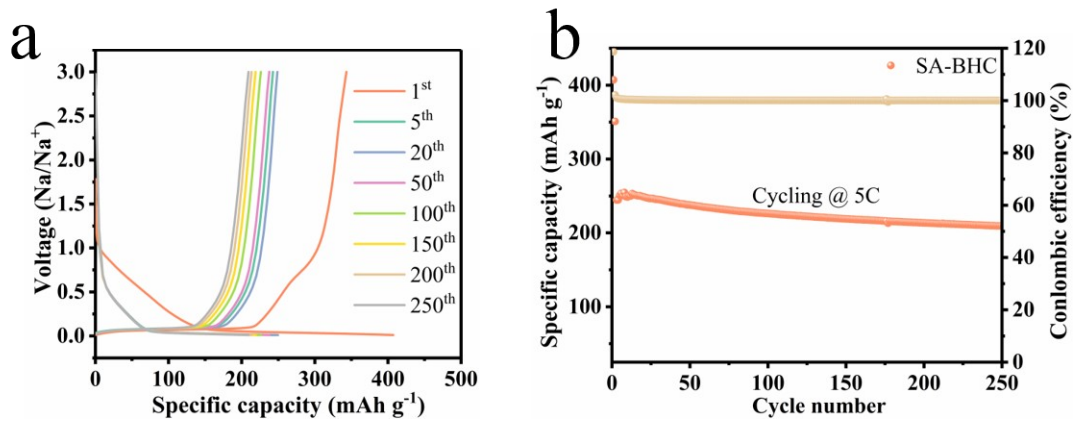 a
Voltage (Na/Na⁺)
3.0
2.5
2.0
1.5
1.0
0.5
0.0
1ˢᵗ
5ᵗʰ
20ᵗʰ
50ᵗʰ
100ᵗʰ
150ᵗʰ
200ᵗʰ
250ᵗʰ
0 100 200 300 400 500
Specific capacity (mAh g⁻¹)
b
Specific capacity (mAh g⁻¹)
400
350
300
250
200
100
SA-BHC
Cycling @ 5C
120
100
80
60
40
20
0
Conlombic efficiency (%)
0 50 100 150 200 250
Cycle number